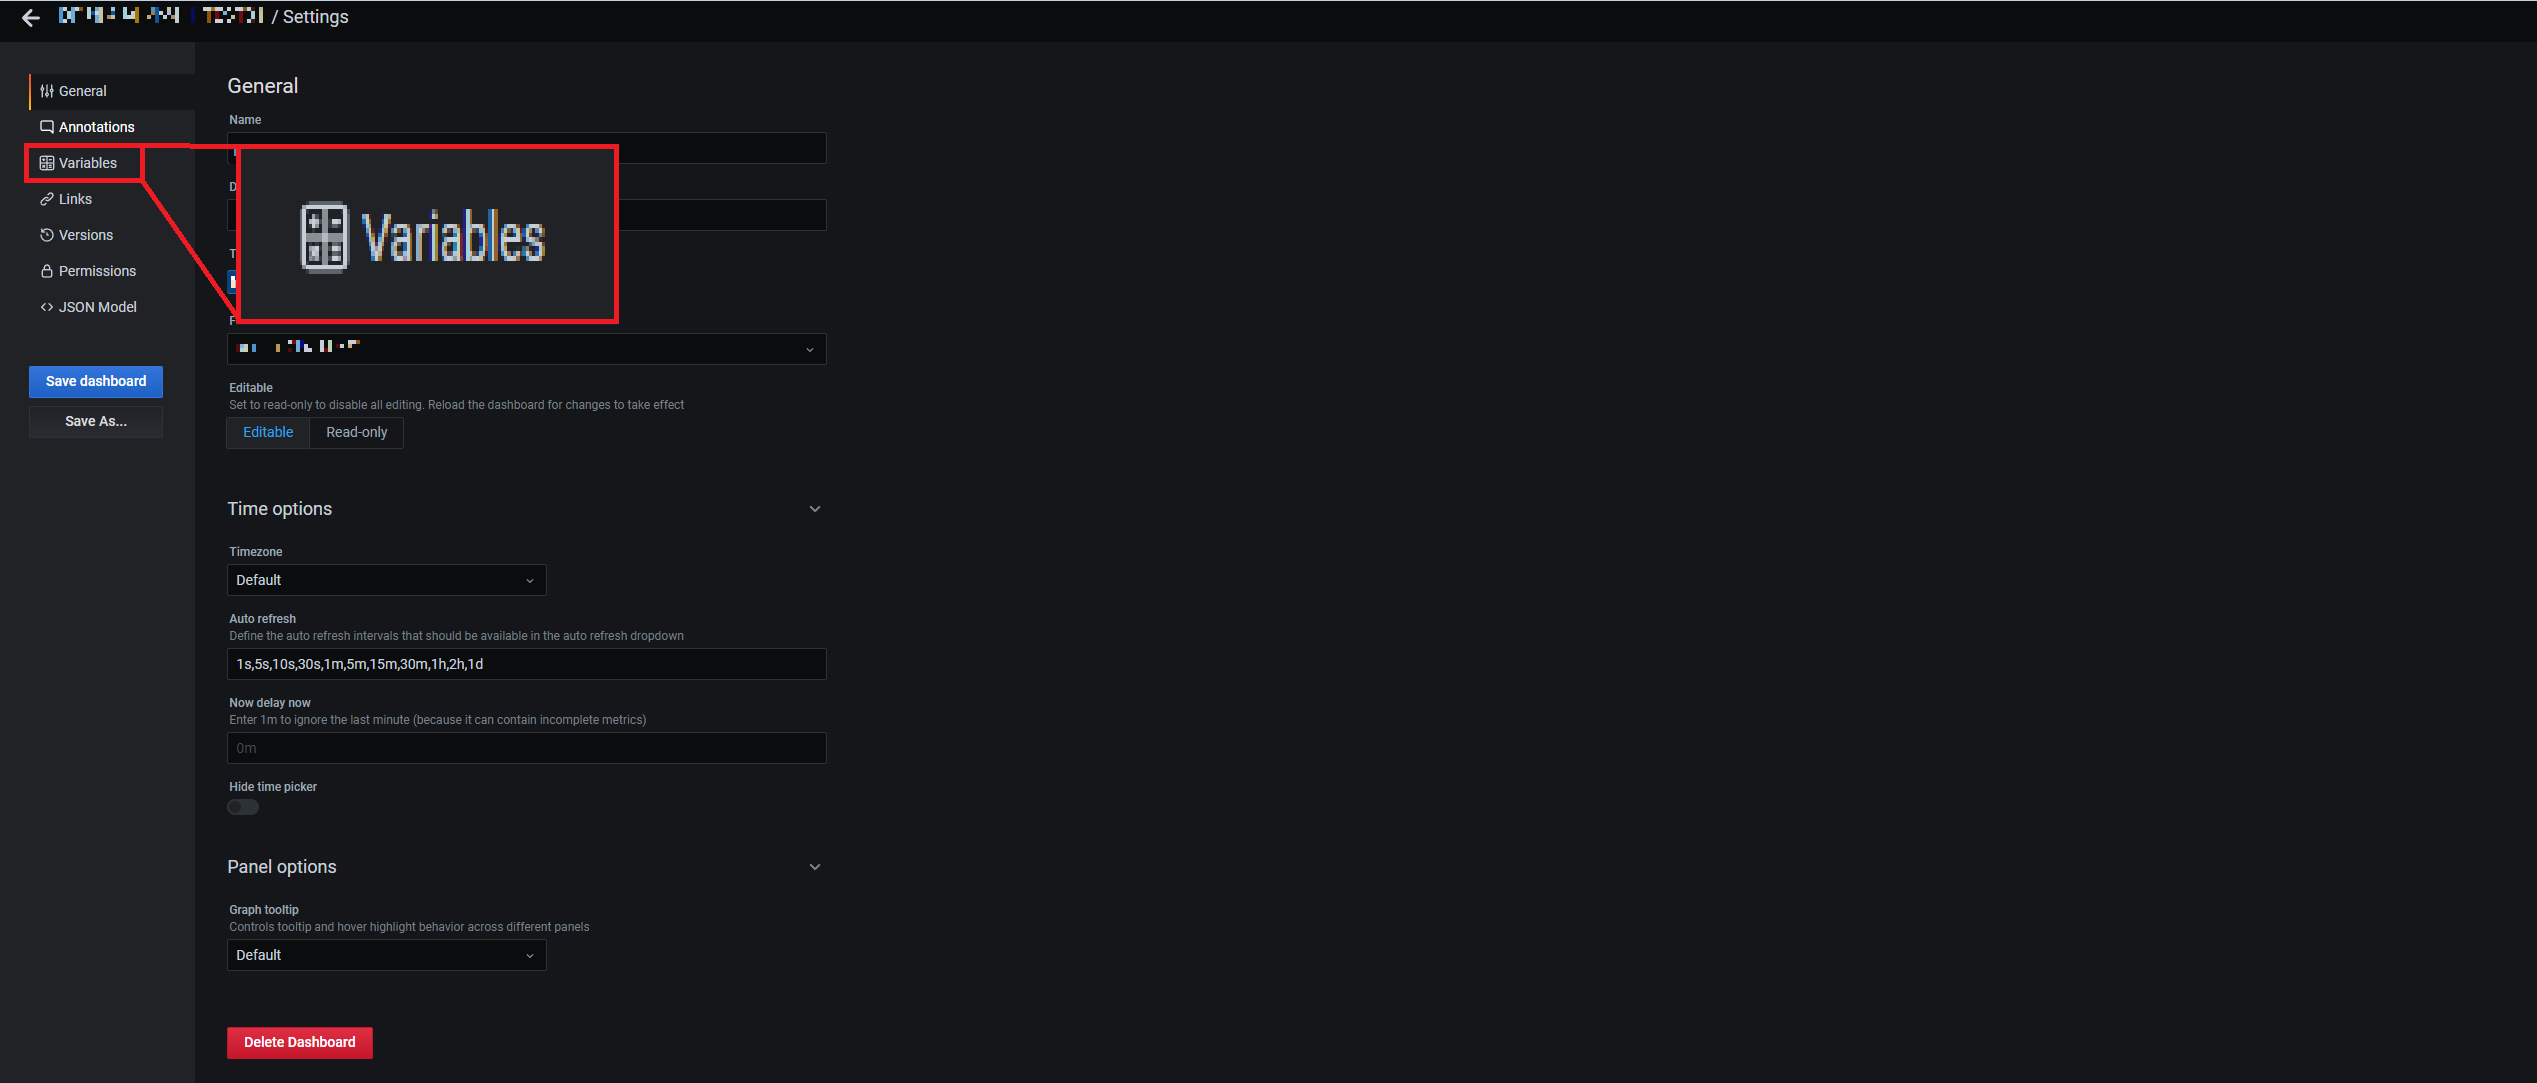 / Settings
General
Annotations
Variables
Links
Versions
Permissions
JSON Model
Save dashboard
Save As...
General
Name
Variables
Editable
Set to read-only to disable all editing. Reload the dashboard for changes to take effect
Editable
Read-only
Time options
Timezone
Default
Auto refresh
Define the auto refresh intervals that should be available in the auto refresh dropdown
1s,5s,10s,30s,1m,5m,15m,30m,1h,2h,1d
Now delay now
Enter 1m to ignore the last minute (because it can contain incomplete metrics)
0m
Hide time picker
Panel options
Graph tooltip
Controls tooltip and hover highlight behavior across different panels
Default
Delete Dashboard